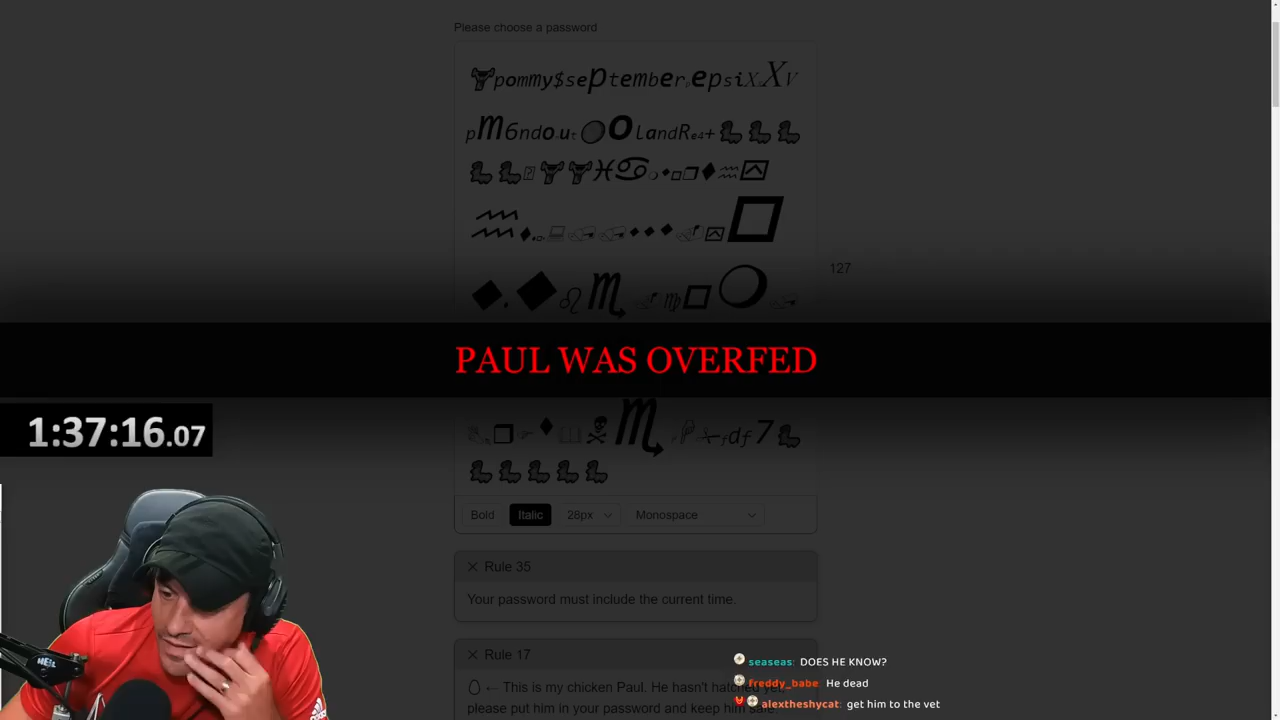 Please choose a password
pommy$september epsiXXV
127
PAUL WAS OVERFED
1:37:16.07
Bold Italic 28px Monospace
Rule 35
Your password must include the current time.
Rule 17
← This is my chicken Paul. He hasn't hatched yet,
please put him in your password and keep him safe.
seaseas: DOES HE KNOW?
freddy_babe: He dead
alextheshycat: get him to the vet